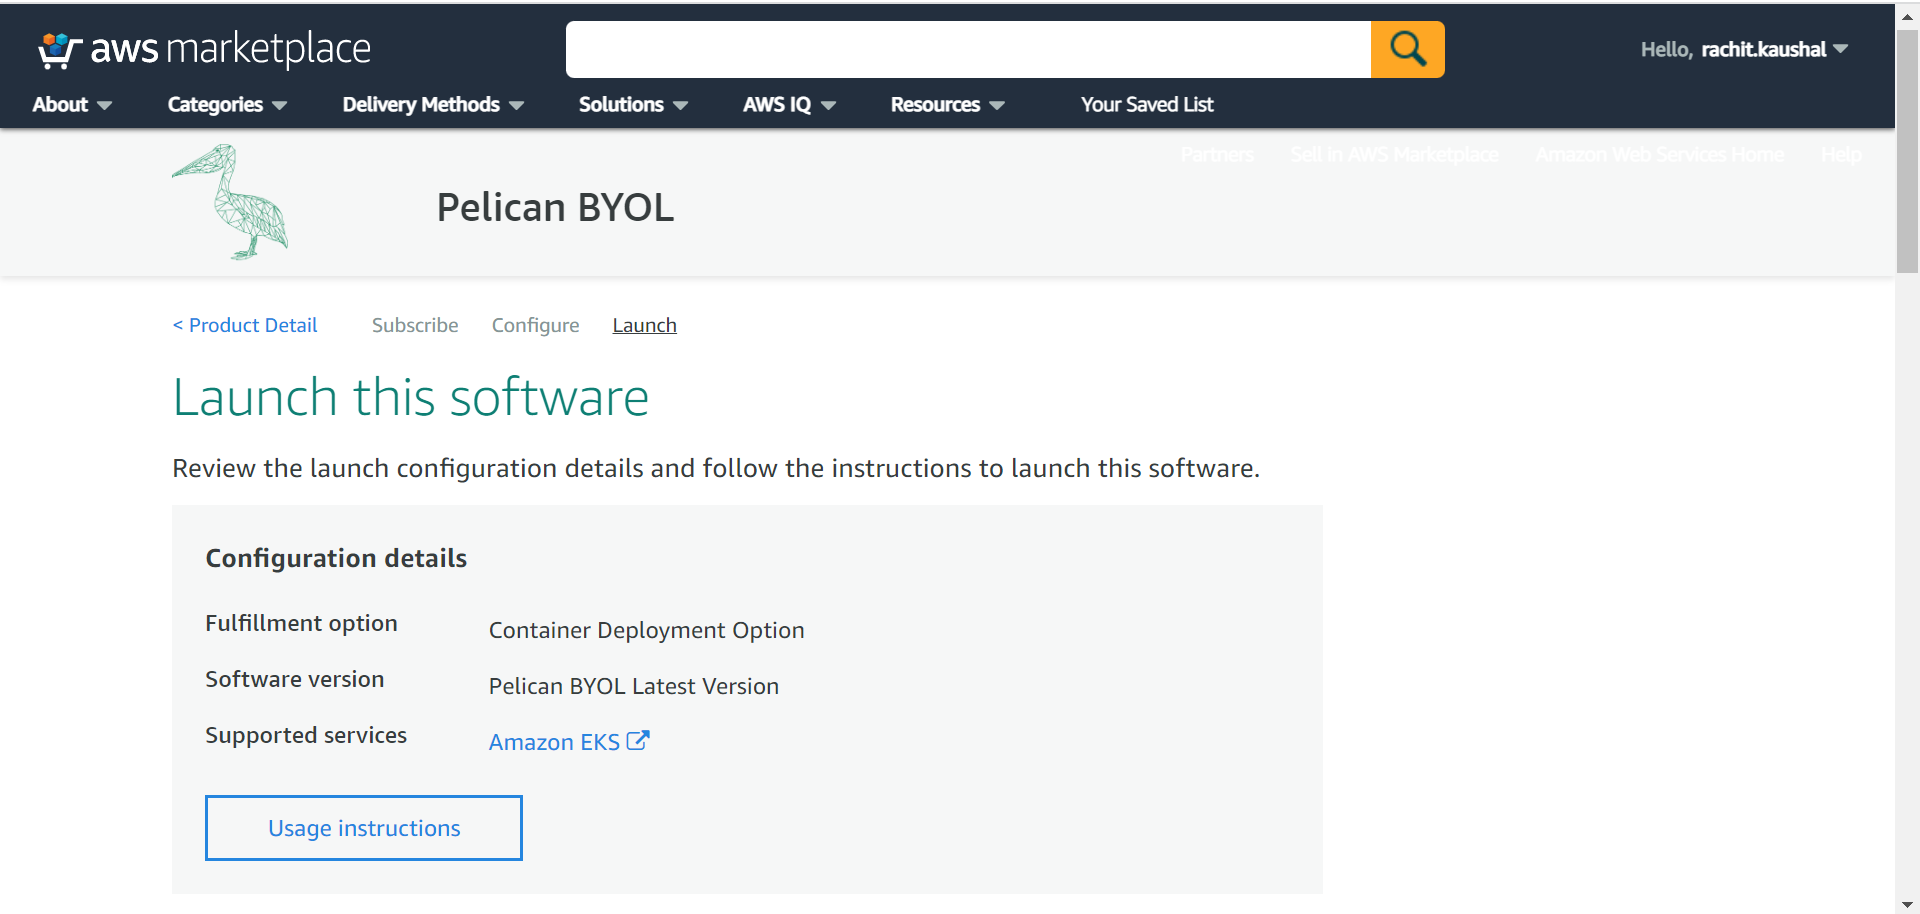 aws marketplace
Hello, rachit.kaushal
About Categories Delivery Methods Solutions AWS IQ Resources Your Saved List
Partners Sell in AWS Marketplace Amazon Web Services Home Help
Pelican BYOL
< Product Detail Subscribe Configure Launch
Launch this software
Review the launch configuration details and follow the instructions to launch this software.
Configuration details
Fulfillment option Container Deployment Option
Software version Pelican BYOL Latest Version
Supported services Amazon EKS
Usage instructions